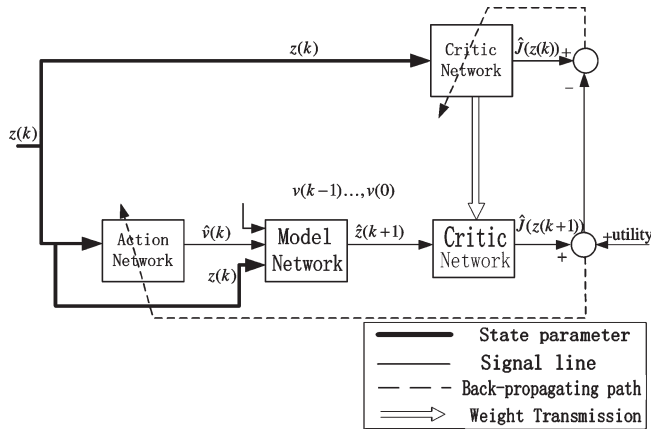 z(k)
Critic
Network
Ĵ(z(k))
+
−
z(k)
v(k−1)...,v(0)
Action
Network
v̂(k)
z(k)
Model
Network
ẑ(k+1)
Critic
Network
Ĵ(z(k+1))
+
+utility
State parameter
Signal line
Back-propagating path
Weight Transmission